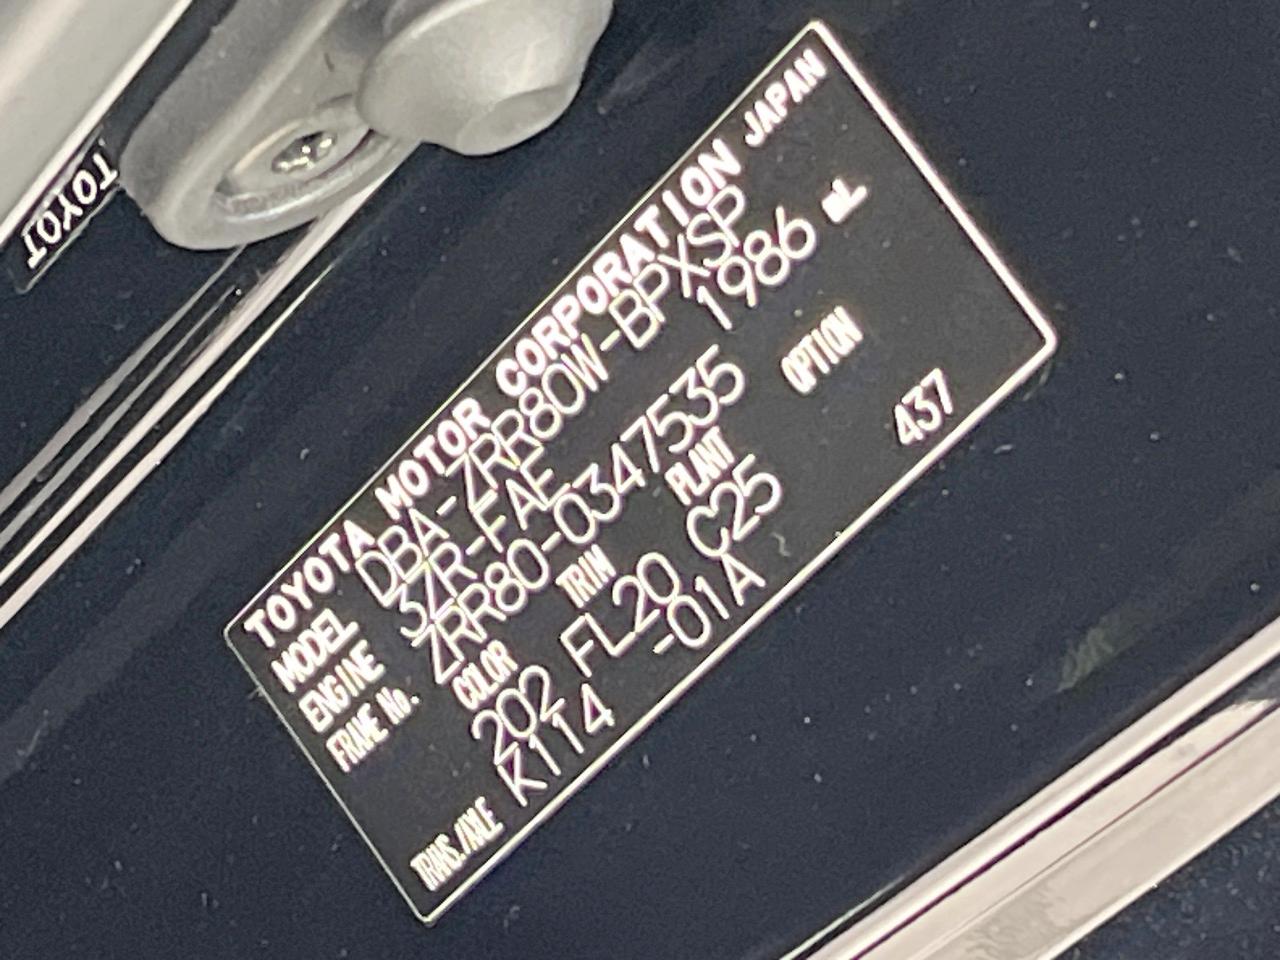 TOYOTA MOTOR CORPORATION JAPAN
MODEL DBA-ZRR80W-BPXSP
ENGINE 3ZR-FAE 1986 mL
FRAME No. ZRR80-0347535
COLOR TRIM PLANT OPTION
202 FL20 C25 437
TRANS./AXLE K114 -01A
TOYOT